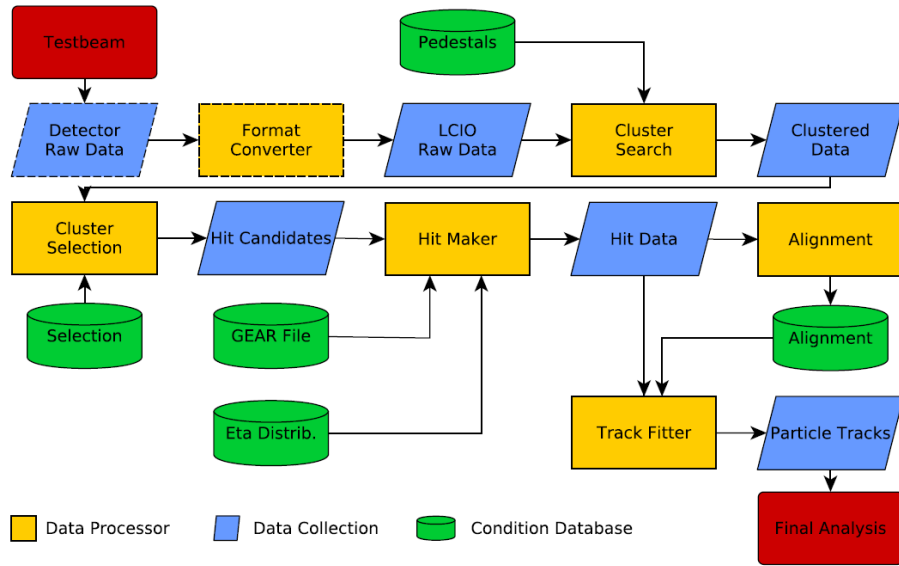 Testbeam
Pedestals
Detector
Raw Data
Format
Converter
LCIO
Raw Data
Cluster
Search
Clustered
Data
Cluster
Selection
Hit Candidates
Hit Maker
Hit Data
Alignment
Selection
GEAR File
Alignment
Eta Distrib.
Track Fitter
Particle Tracks
Data Processor
Data Collection
Condition Database
Final Analysis